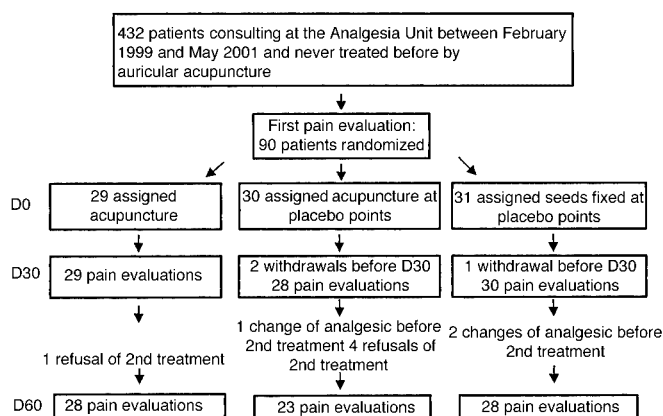 432 patients consulting at the Analgesia Unit between February
1999 and May 2001 and never treated before by
auricular acupuncture
First pain evaluation:
90 patients randomized
D0
29 assigned
acupuncture
30 assigned acupuncture at
placebo points
31 assigned seeds fixed at
placebo points
D30
29 pain evaluations
2 withdrawals before D30
28 pain evaluations
1 withdrawal before D30
30 pain evaluations
1 refusal of 2nd treatment
1 change of analgesic before
2nd treatment 4 refusals of
2nd treatment
2 changes of analgesic before
2nd treatment
D60
28 pain evaluations
23 pain evaluations
28 pain evaluations